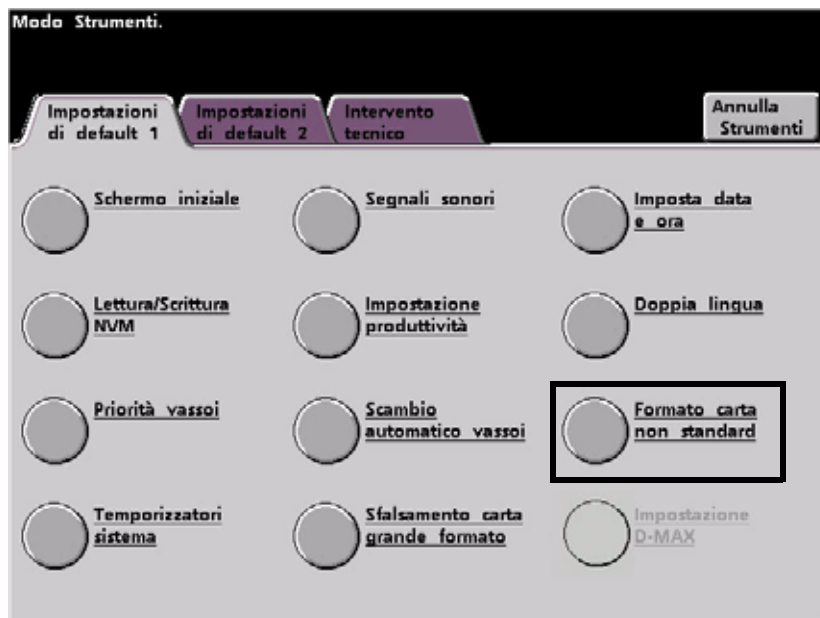 Modo Strumenti.
Impostazioni
di default 1
Impostazioni
di default 2
Intervento
tecnico
Annulla
Strumenti
Schermo iniziale
Segnali sonori
Imposta data
e ora
Lettura/Scrittura
NVM
Impostazione
produttività
Doppia lingua
Priorità vassoi
Scambio
automatico vassoi
Formato carta
non standard
Temporizzatori
sistema
Sfalsamento carta
grande formato
Impostazione
D-MAX